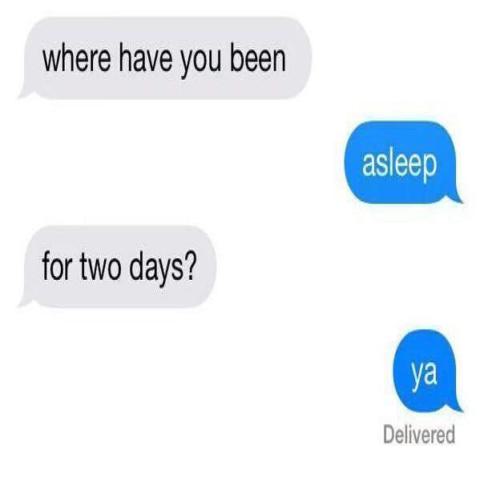 where have you been
asleep
for two days?
ya
Delivered